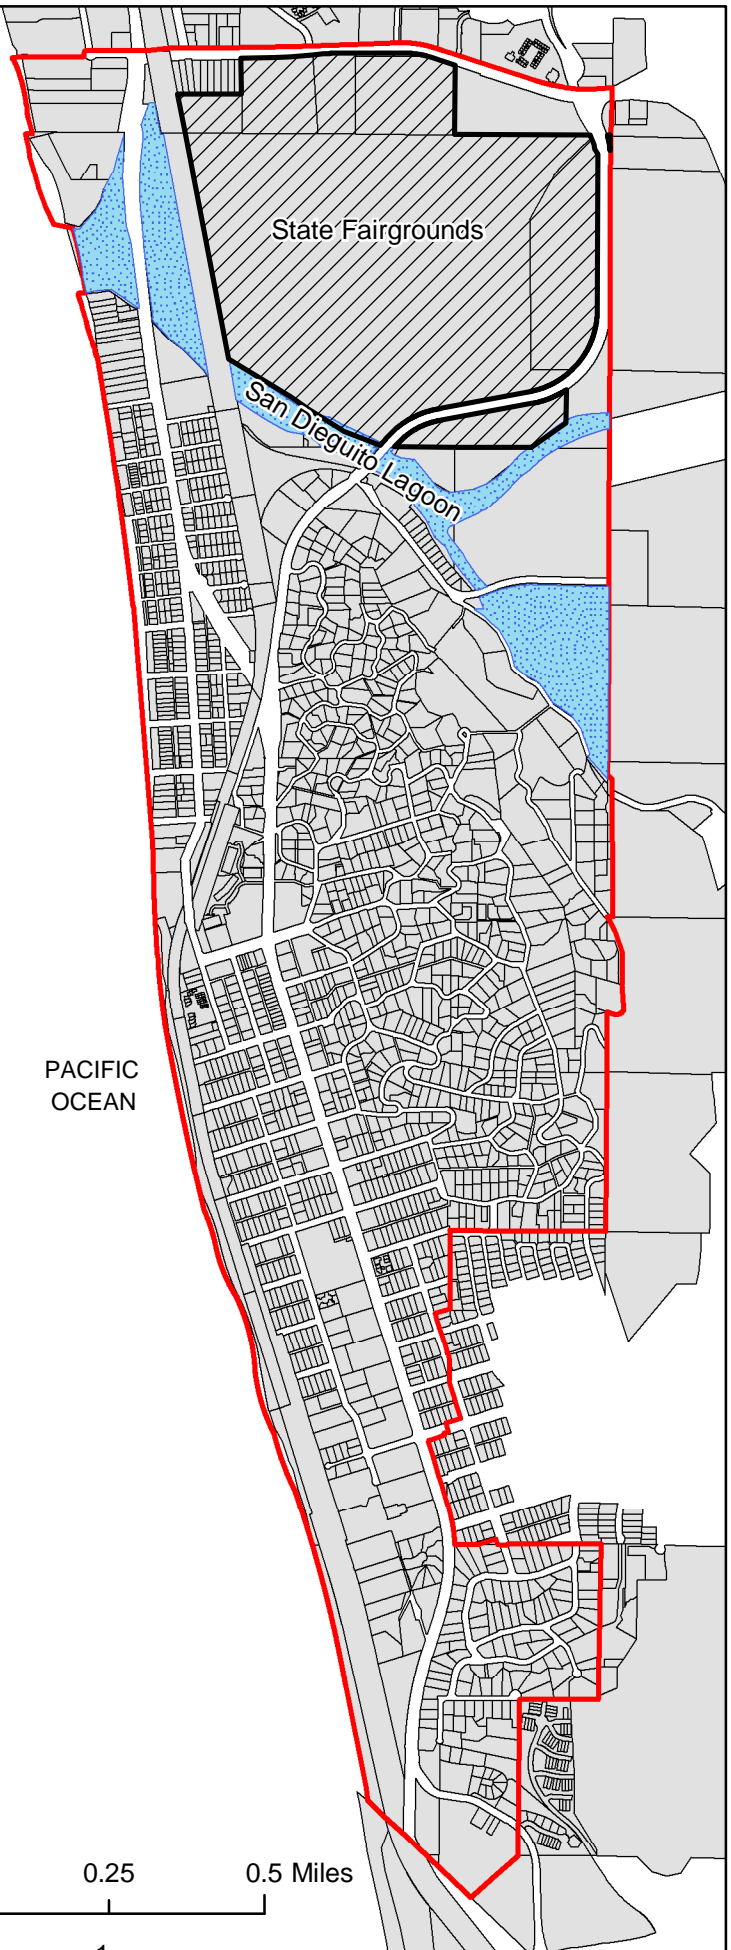 State Fairgrounds
San Dieguito Lagoon
PACIFIC
OCEAN
0.25 0.5 Miles